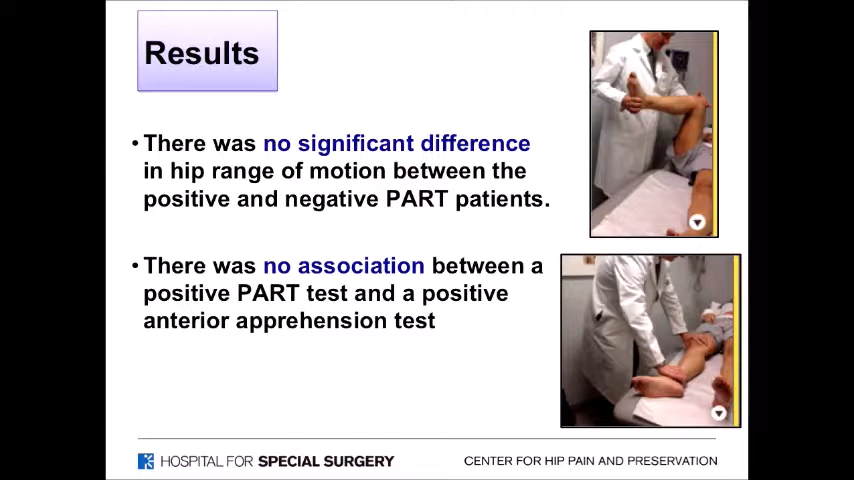 Results
• There was no significant difference
in hip range of motion between the
positive and negative PART patients.
• There was no association between a
positive PART test and a positive
anterior apprehension test
HOSPITAL FOR SPECIAL SURGERY
CENTER FOR HIP PAIN AND PRESERVATION